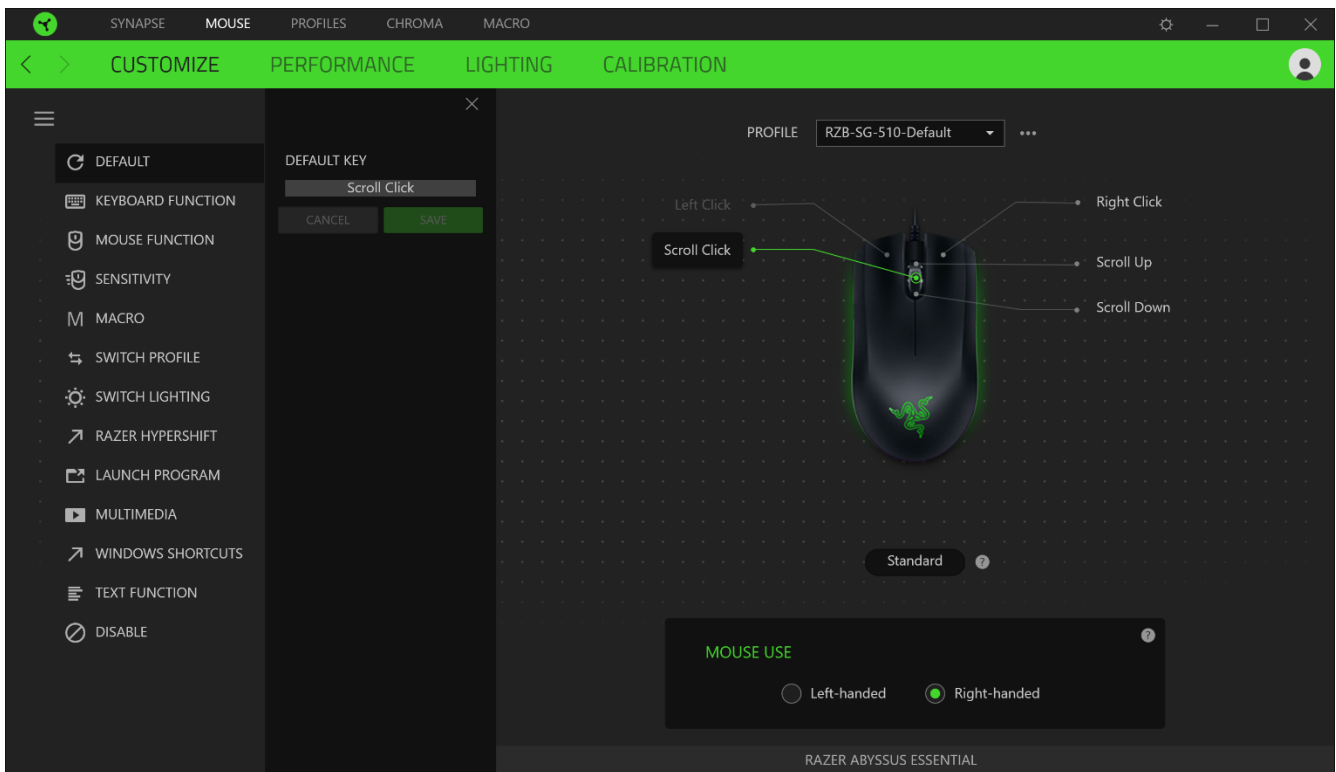 SYNAPSE MOUSE PROFILES CHROMA MACRO
CUSTOMIZE PERFORMANCE LIGHTING CALIBRATION
DEFAULT
KEYBOARD FUNCTION
MOUSE FUNCTION
SENSITIVITY
MACRO
SWITCH PROFILE
SWITCH LIGHTING
RAZER HYPERSHIFT
LAUNCH PROGRAM
MULTIMEDIA
WINDOWS SHORTCUTS
TEXT FUNCTION
DISABLE
DEFAULT KEY
Scroll Click
CANCEL SAVE
PROFILE RZB-SG-510-Default
Left Click
Scroll Click
Right Click
Scroll Up
Scroll Down
Standard ?
MOUSE USE ?
Left-handed Right-handed
RAZER ABYSSUS ESSENTIAL